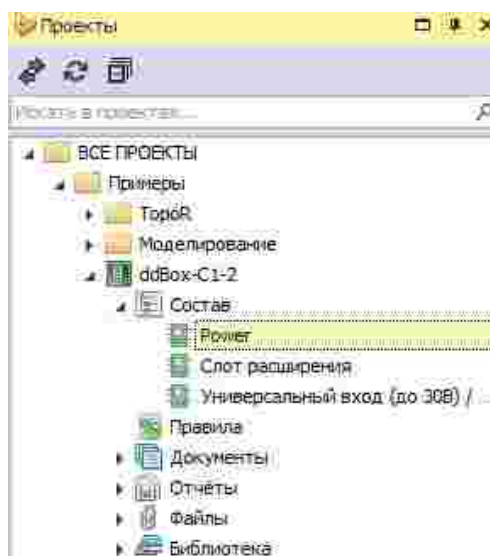 Проекты
Искать в проектах...
ВСЕ ПРОЕКТЫ
Примеры
TopoR
Моделирование
ddBox-C1-2
Состав
Power
Слот расширения
Универсальный вход (до 30В) / ...
Правила
Документы
Отчёты
Файлы
Библиотека